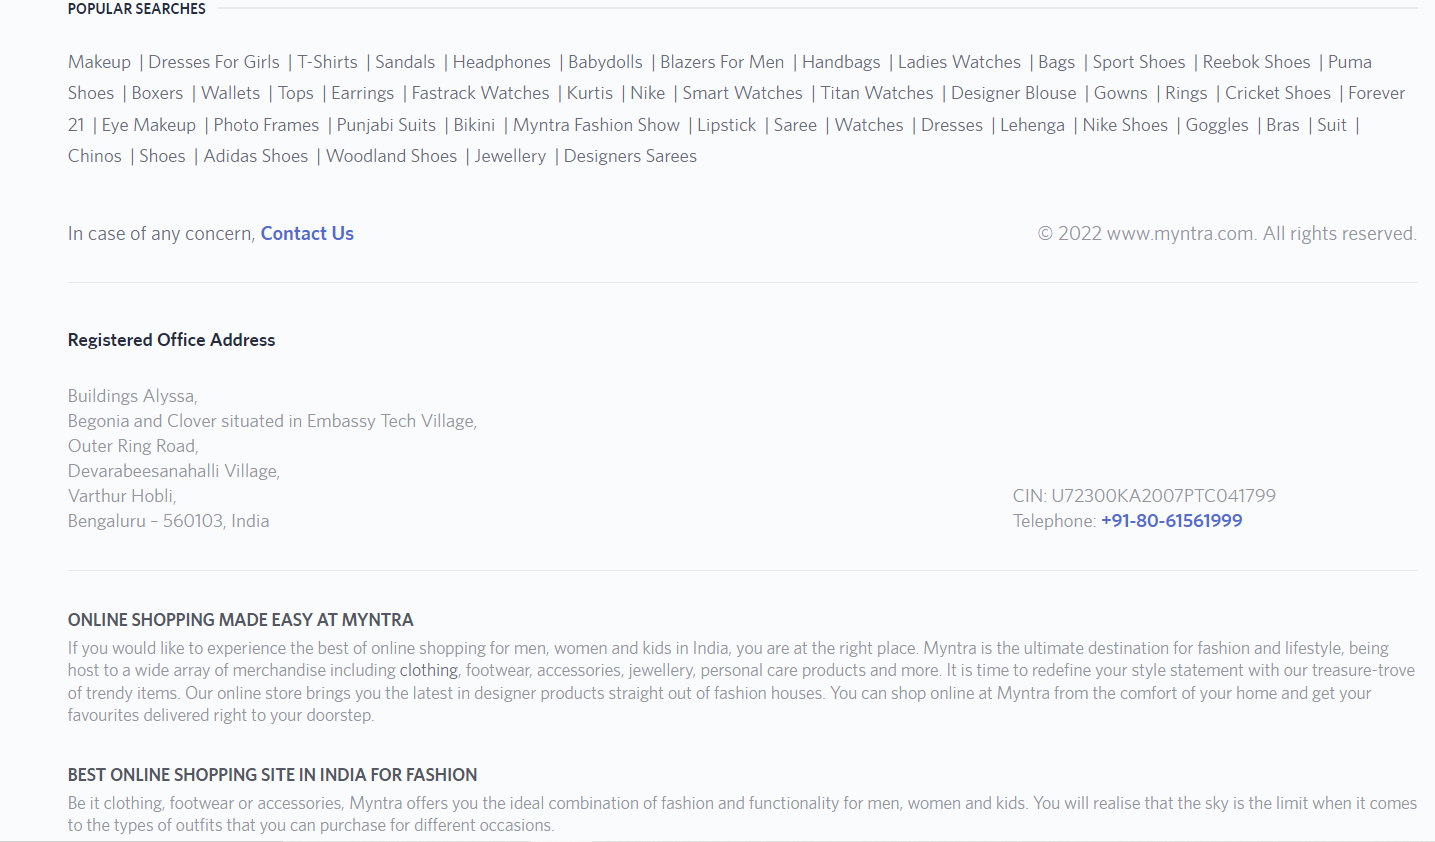 POPULAR SEARCHES
Makeup | Dresses For Girls | T-Shirts | Sandals | Headphones | Babydolls | Blazers For Men | Handbags | Ladies Watches | Bags | Sport Shoes | Reebok Shoes | Puma
Shoes | Boxers | Wallets | Tops | Earrings | Fastrack Watches | Kurtis | Nike | Smart Watches | Titan Watches | Designer Blouse | Gowns | Rings | Cricket Shoes | Forever
21 | Eye Makeup | Photo Frames | Punjabi Suits | Bikini | Myntra Fashion Show | Lipstick | Saree | Watches | Dresses | Lehenga | Nike Shoes | Goggles | Bras | Suit |
Chinos | Shoes | Adidas Shoes | Woodland Shoes | Jewellery | Designers Sarees
In case of any concern, Contact Us
© 2022 www.myntra.com. All rights reserved.
Registered Office Address
Buildings Alyssa,
Begonia and Clover situated in Embassy Tech Village,
Outer Ring Road,
Devarabeesanahalli Village,
Varthur Hobli,
Bengaluru – 560103, India
CIN: U72300KA2007PTC041799
Telephone: +91-80-61561999
ONLINE SHOPPING MADE EASY AT MYNTRA
If you would like to experience the best of online shopping for men, women and kids in India, you are at the right place. Myntra is the ultimate destination for fashion and lifestyle, being
host to a wide array of merchandise including clothing, footwear, accessories, jewellery, personal care products and more. It is time to redefine your style statement with our treasure-trove
of trendy items. Our online store brings you the latest in designer products straight out of fashion houses. You can shop online at Myntra from the comfort of your home and get your
favourites delivered right to your doorstep.
BEST ONLINE SHOPPING SITE IN INDIA FOR FASHION
Be it clothing, footwear or accessories, Myntra offers you the ideal combination of fashion and functionality for men, women and kids. You will realise that the sky is the limit when it comes
to the types of outfits that you can purchase for different occasions.